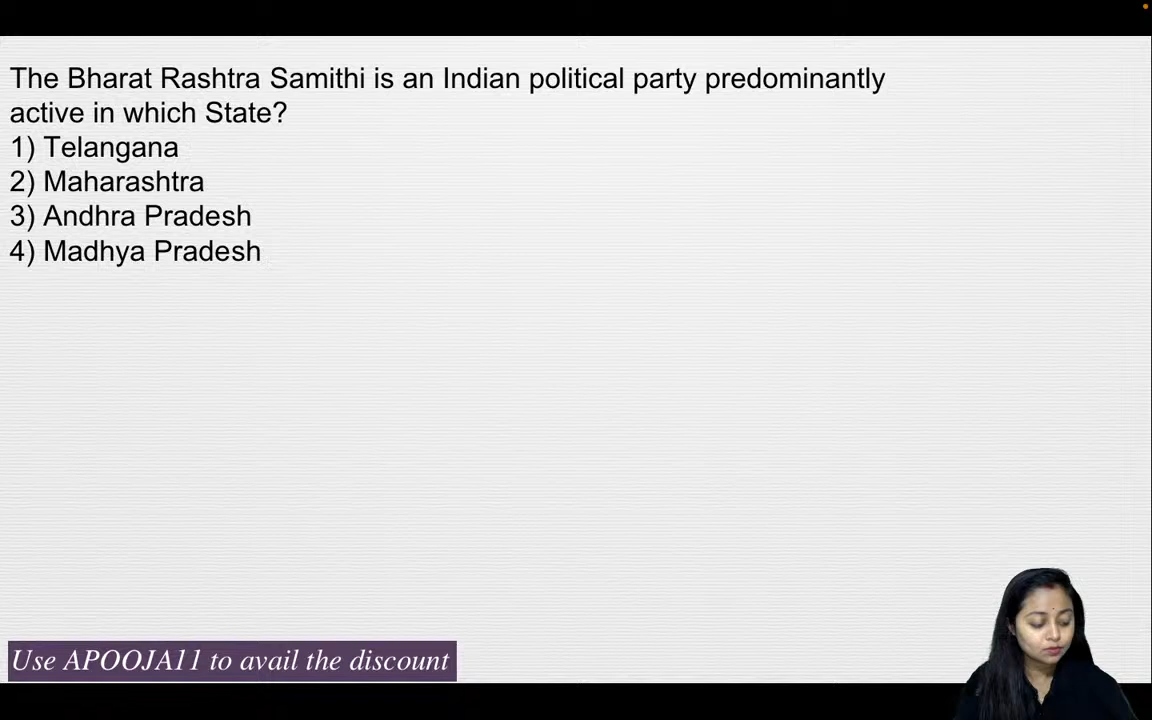 The Bharat Rashtra Samithi is an Indian political party predominantly
active in which State?
1) Telangana
2) Maharashtra
3) Andhra Pradesh
4) Madhya Pradesh
Use APOOJA11 to avail the discount